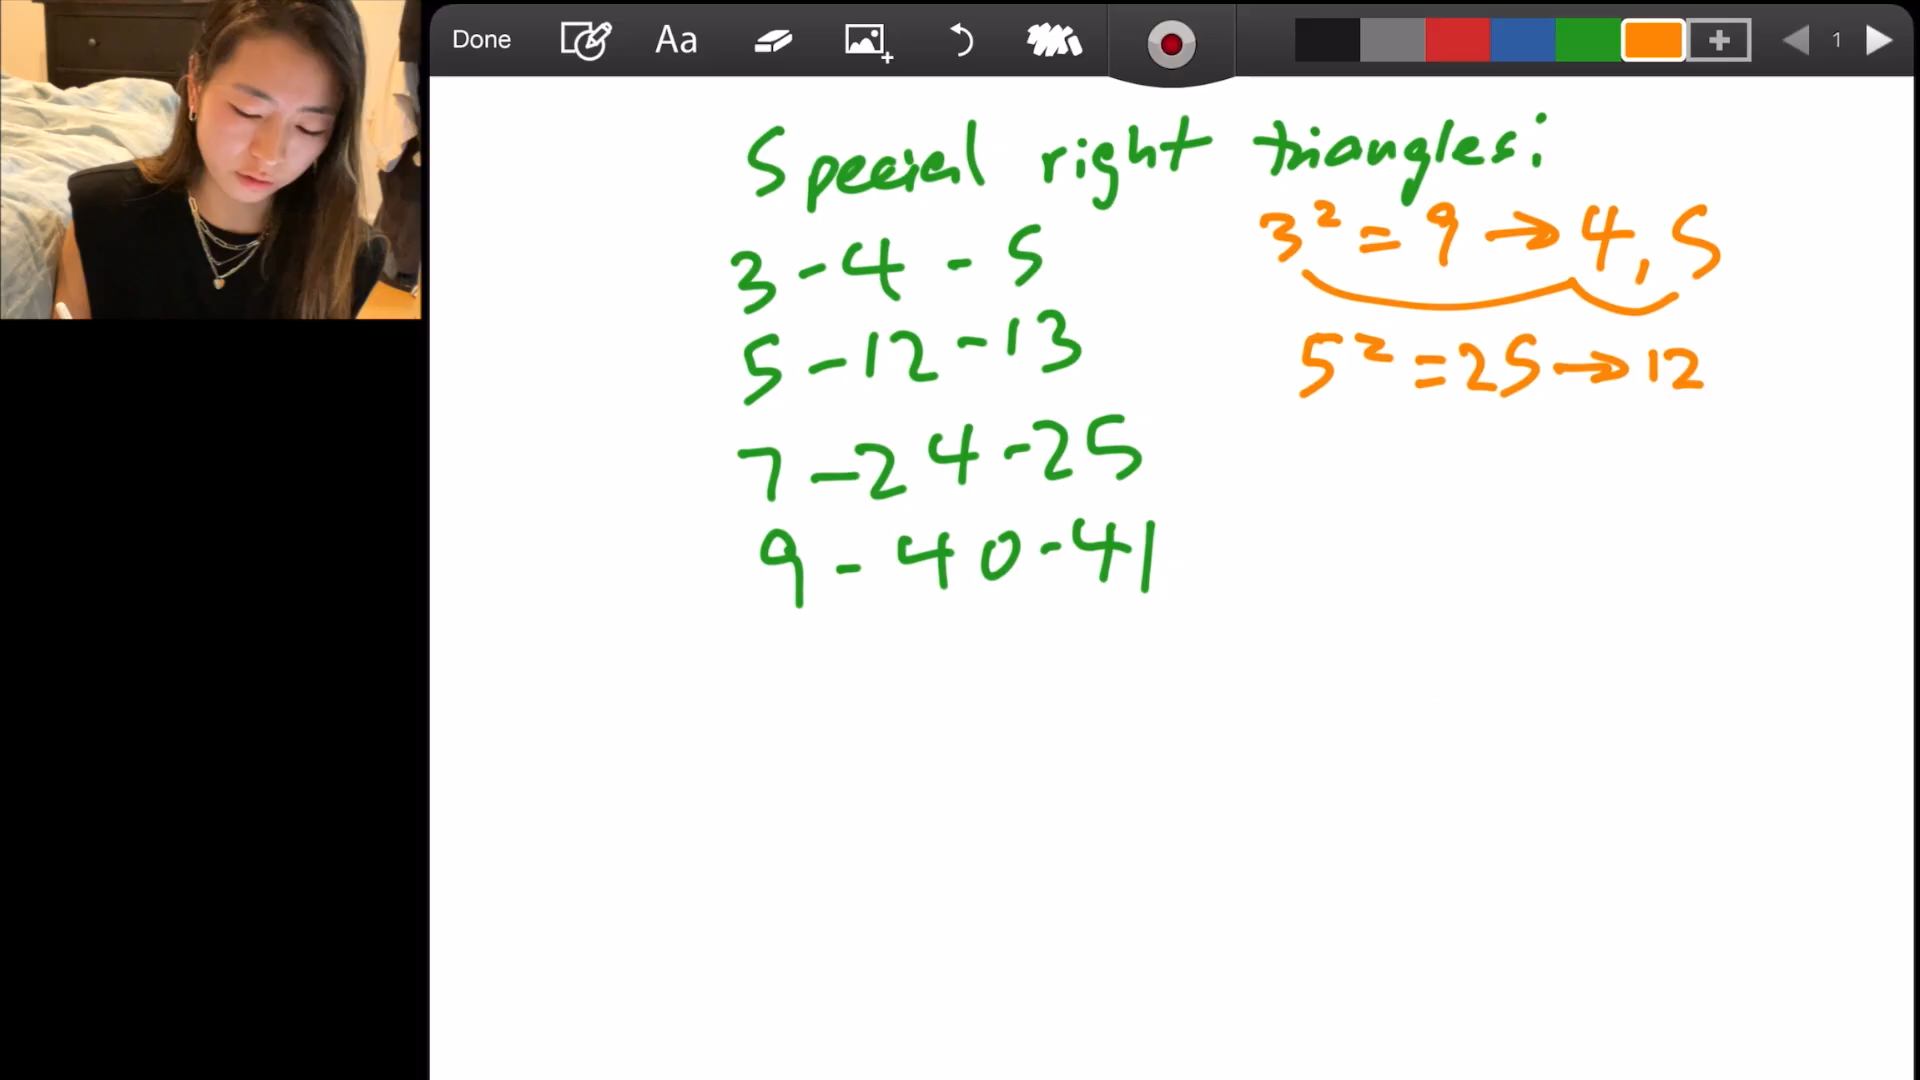 Done Aa 1
Special right triangles:
3 - 4 - 5
3² = 9 → 4, 5
5 - 12 - 13
5² = 25 → 12
7 - 24 - 25
9 - 40 - 41